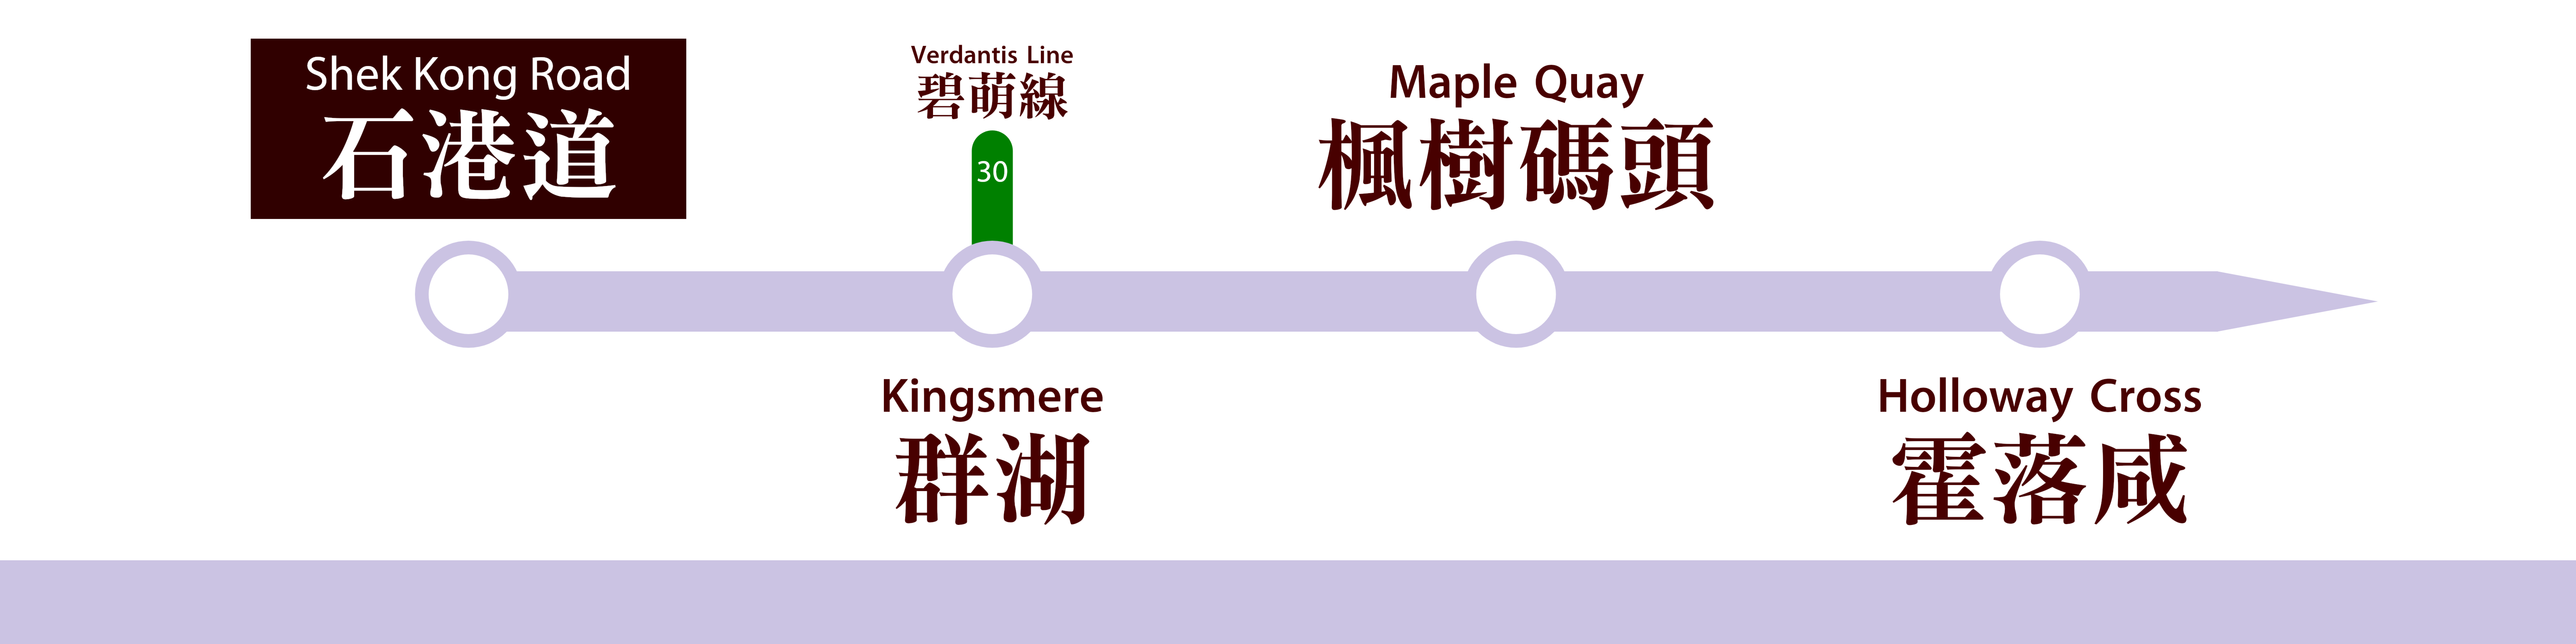 Shek Kong Road
石港道
Verdantis Line
碧萌線
30
Maple Quay
楓樹碼頭
Kingsmere
群湖
Holloway Cross
霍落咸